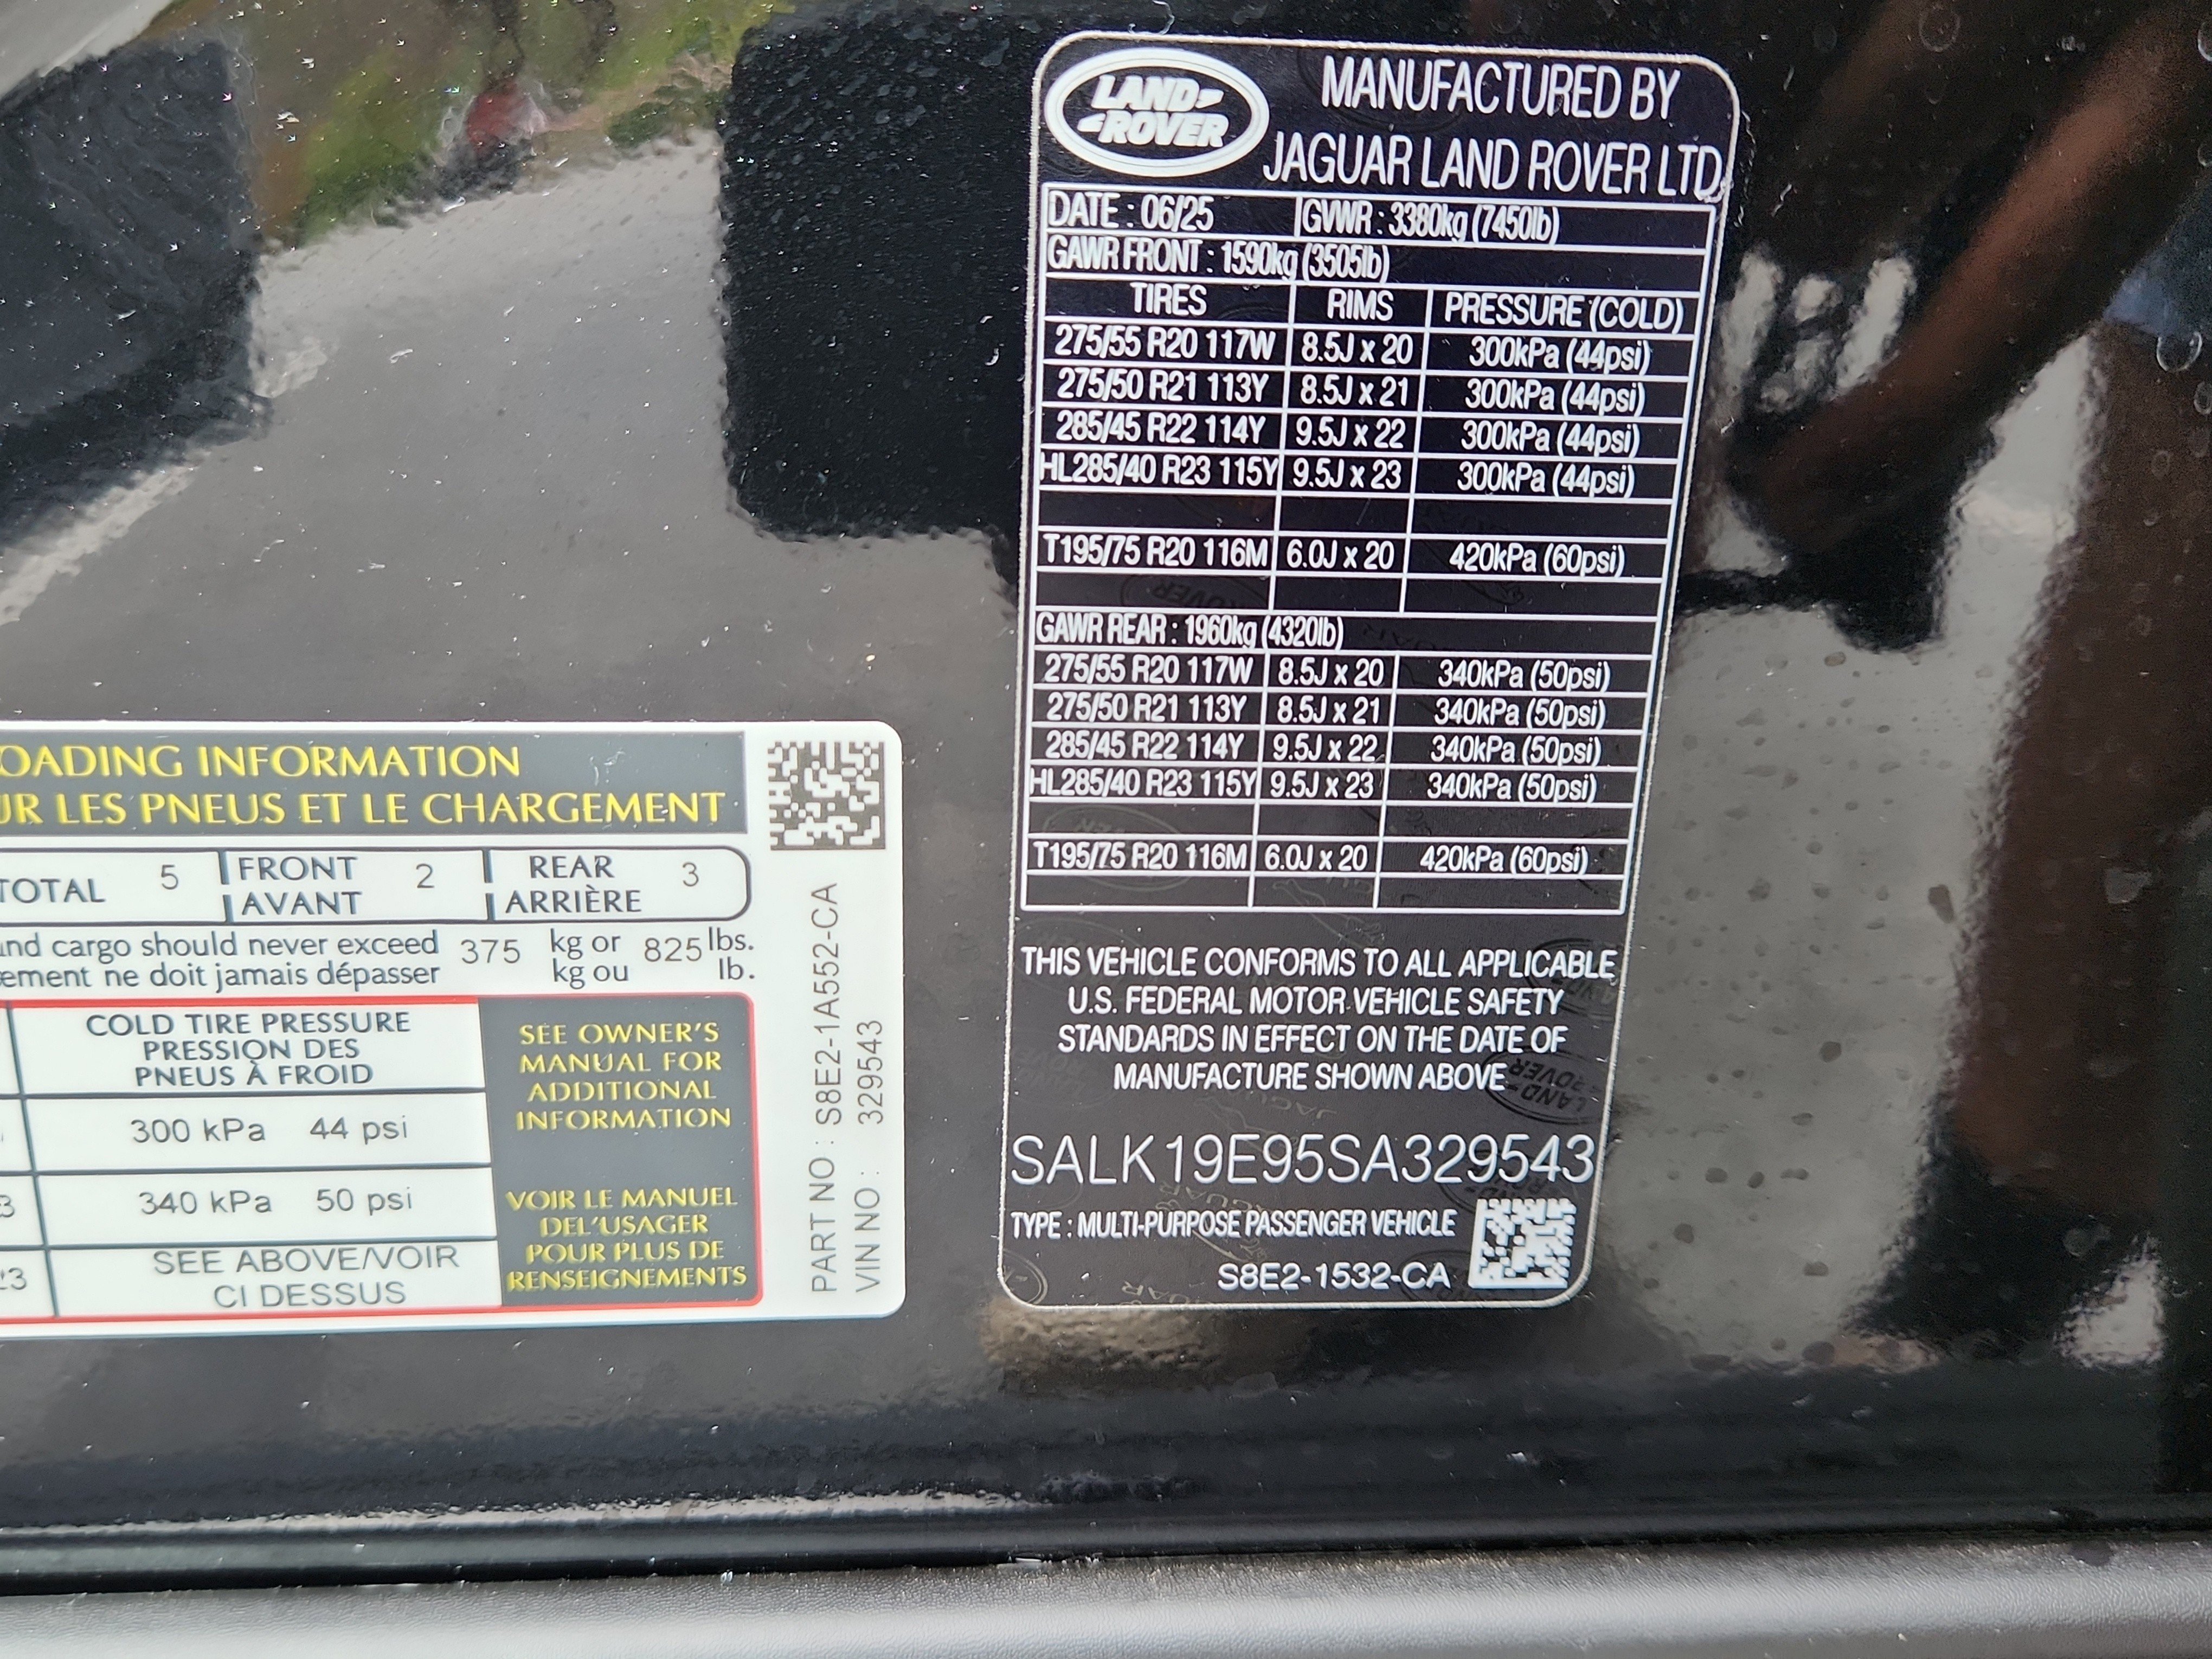 OADING INFORMATION
UR LES PNEUS ET LE CHARGEMENT
TOTAL 5 FRONT 2 REAR 3
AVANT ARRIÈRE
and cargo should never exceed 375 kg or 825 lbs.
ement ne doit jamais dépasser kg ou lb.
COLD TIRE PRESSURE
PRESSION DES
PNEUS À FROID
300 kPa 44 psi
340 kPa 50 psi
SEE ABOVE/VOIR
CI DESSUS
SEE OWNER'S
MANUAL FOR
ADDITIONAL
INFORMATION
VOIR LE MANUEL
DEL'USAGER
POUR PLUS DE
RENSEIGNEMENTS
PART NO : S8E2-1A552-CA
VIN NO : 329543
LAND-
-ROVER
MANUFACTURED BY
JAGUAR LAND ROVER LTD.
DATE : 06/25 GVWR : 3380kg (7450lb)
GAWR FRONT : 1590kg (3505lb)
TIRES RIMS PRESSURE (COLD)
275/55 R20 117W 8.5J x 20 300kPa (44psi)
275/50 R21 113Y 8.5J x 21 300kPa (44psi)
285/45 R22 114Y 9.5J x 22 300kPa (44psi)
HL285/40 R23 115Y 9.5J x 23 300kPa (44psi)
T195/75 R20 116M 6.0J x 20 420kPa (60psi)
GAWR REAR : 1960kg (4320lb)
275/55 R20 117W 8.5J x 20 340kPa (50psi)
275/50 R21 113Y 8.5J x 21 340kPa (50psi)
285/45 R22 114Y 9.5J x 22 340kPa (50psi)
HL285/40 R23 115Y 9.5J x 23 340kPa (50psi)
T195/75 R20 116M 6.0J x 20 420kPa (60psi)
THIS VEHICLE CONFORMS TO ALL APPLICABLE
U.S. FEDERAL MOTOR VEHICLE SAFETY
STANDARDS IN EFFECT ON THE DATE OF
MANUFACTURE SHOWN ABOVE
SALK19E95SA329543
TYPE : MULTI-PURPOSE PASSENGER VEHICLE
S8E2-1532-CA